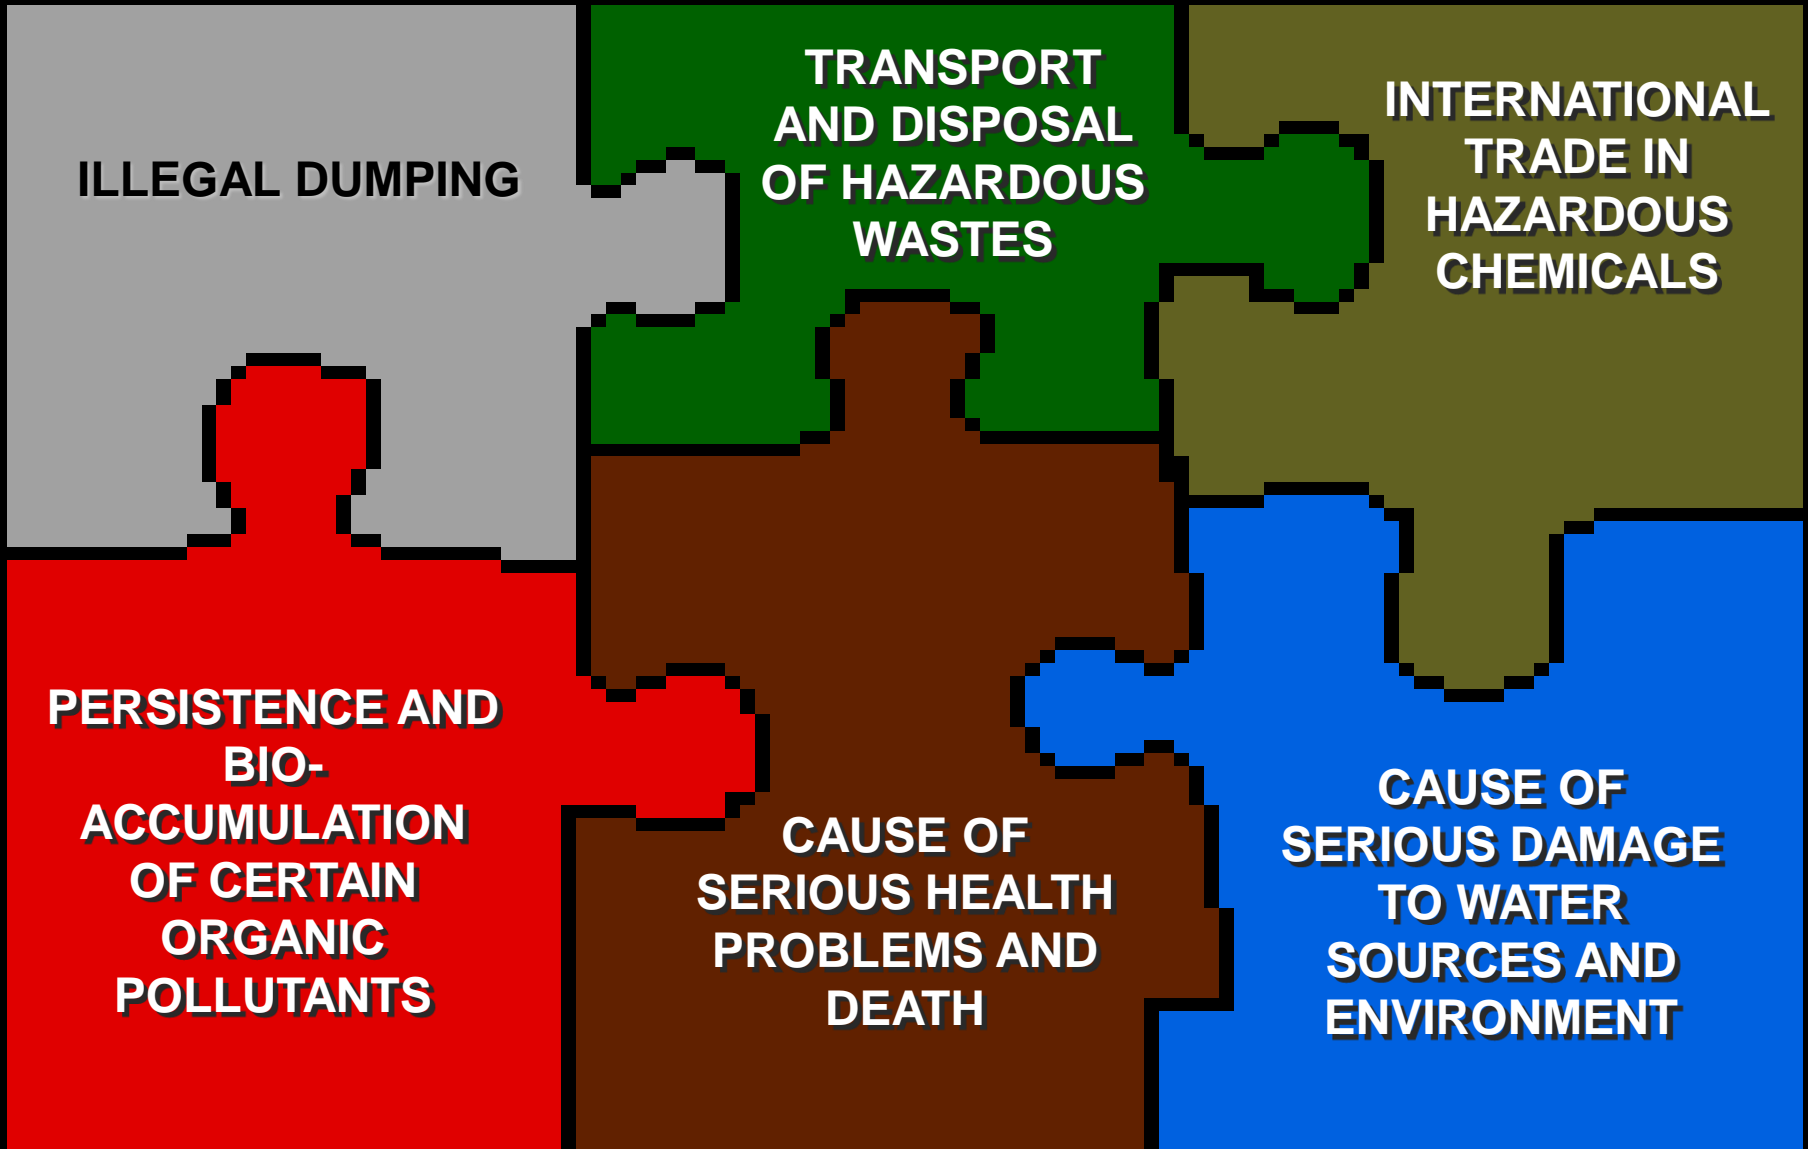 ILLEGAL DUMPING
TRANSPORT
AND DISPOSAL
OF HAZARDOUS
WASTES
INTERNATIONAL
TRADE IN
HAZARDOUS
CHEMICALS
PERSISTENCE AND
BIO-
ACCUMULATION
OF CERTAIN
ORGANIC
POLLUTANTS
CAUSE OF
SERIOUS HEALTH
PROBLEMS AND
DEATH
CAUSE OF
SERIOUS DAMAGE
TO WATER
SOURCES AND
ENVIRONMENT